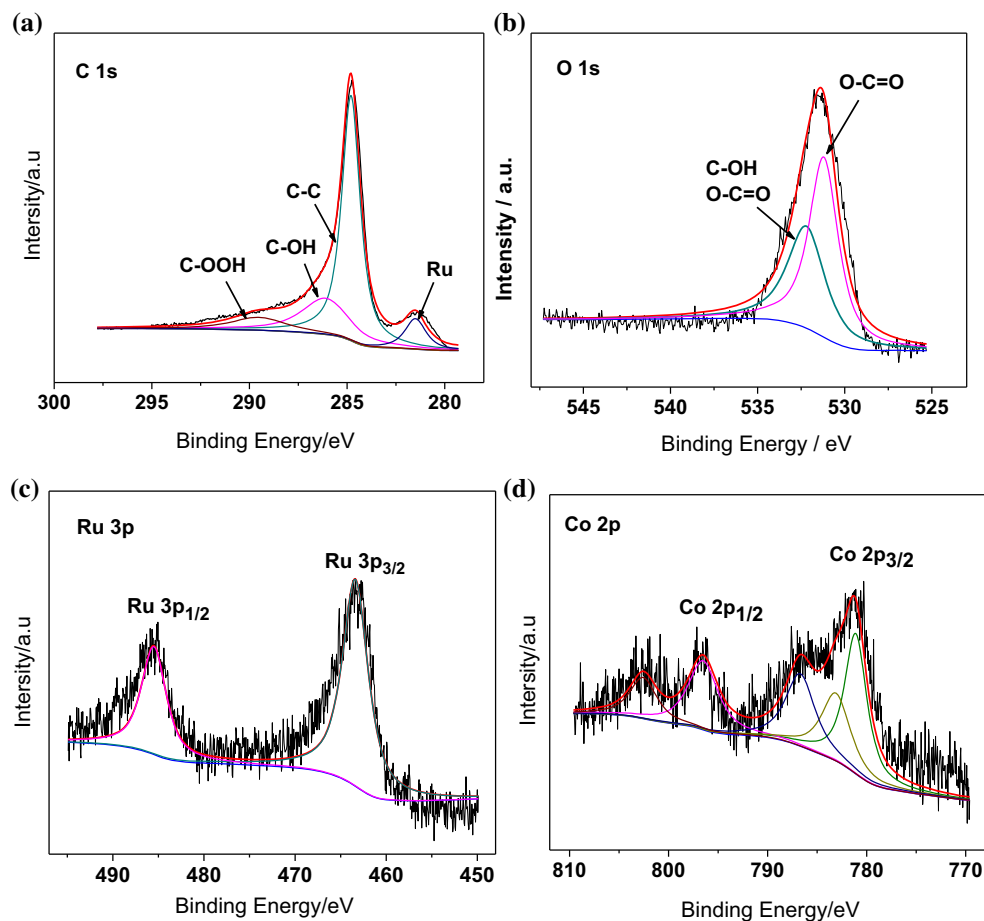 (a)
C 1s
C-C
C-OH
C-OOH
Ru
Intersity/a.u
300 295 290 285 280
Binding Energy/eV
(b)
O 1s
O-C=O
C-OH
O-C=O
Intensity / a.u.
545 540 535 530 525
Binding Energy / eV
(c)
Ru 3p
Ru 3p3/2
Ru 3p1/2
Intersity/a.u
490 480 470 460 450
Binding Energy/eV
(d)
Co 2p
Co 2p3/2
Co 2p1/2
Intersity/a.u
810 800 790 780 770
Binding Energy/eV